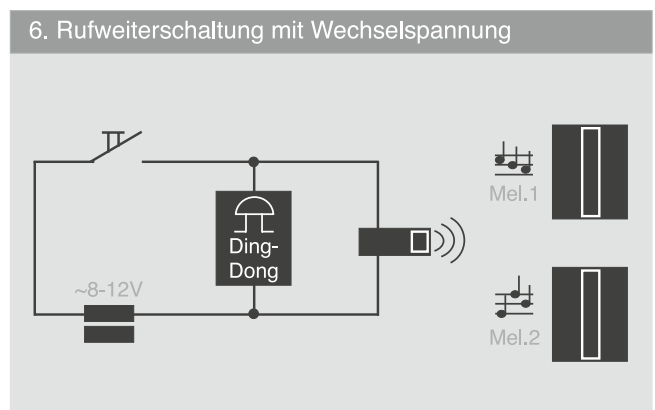 6. Rufweiterschaltung mit Wechselspannung
Mel.1
Ding-
Dong
~8-12V
Mel.2